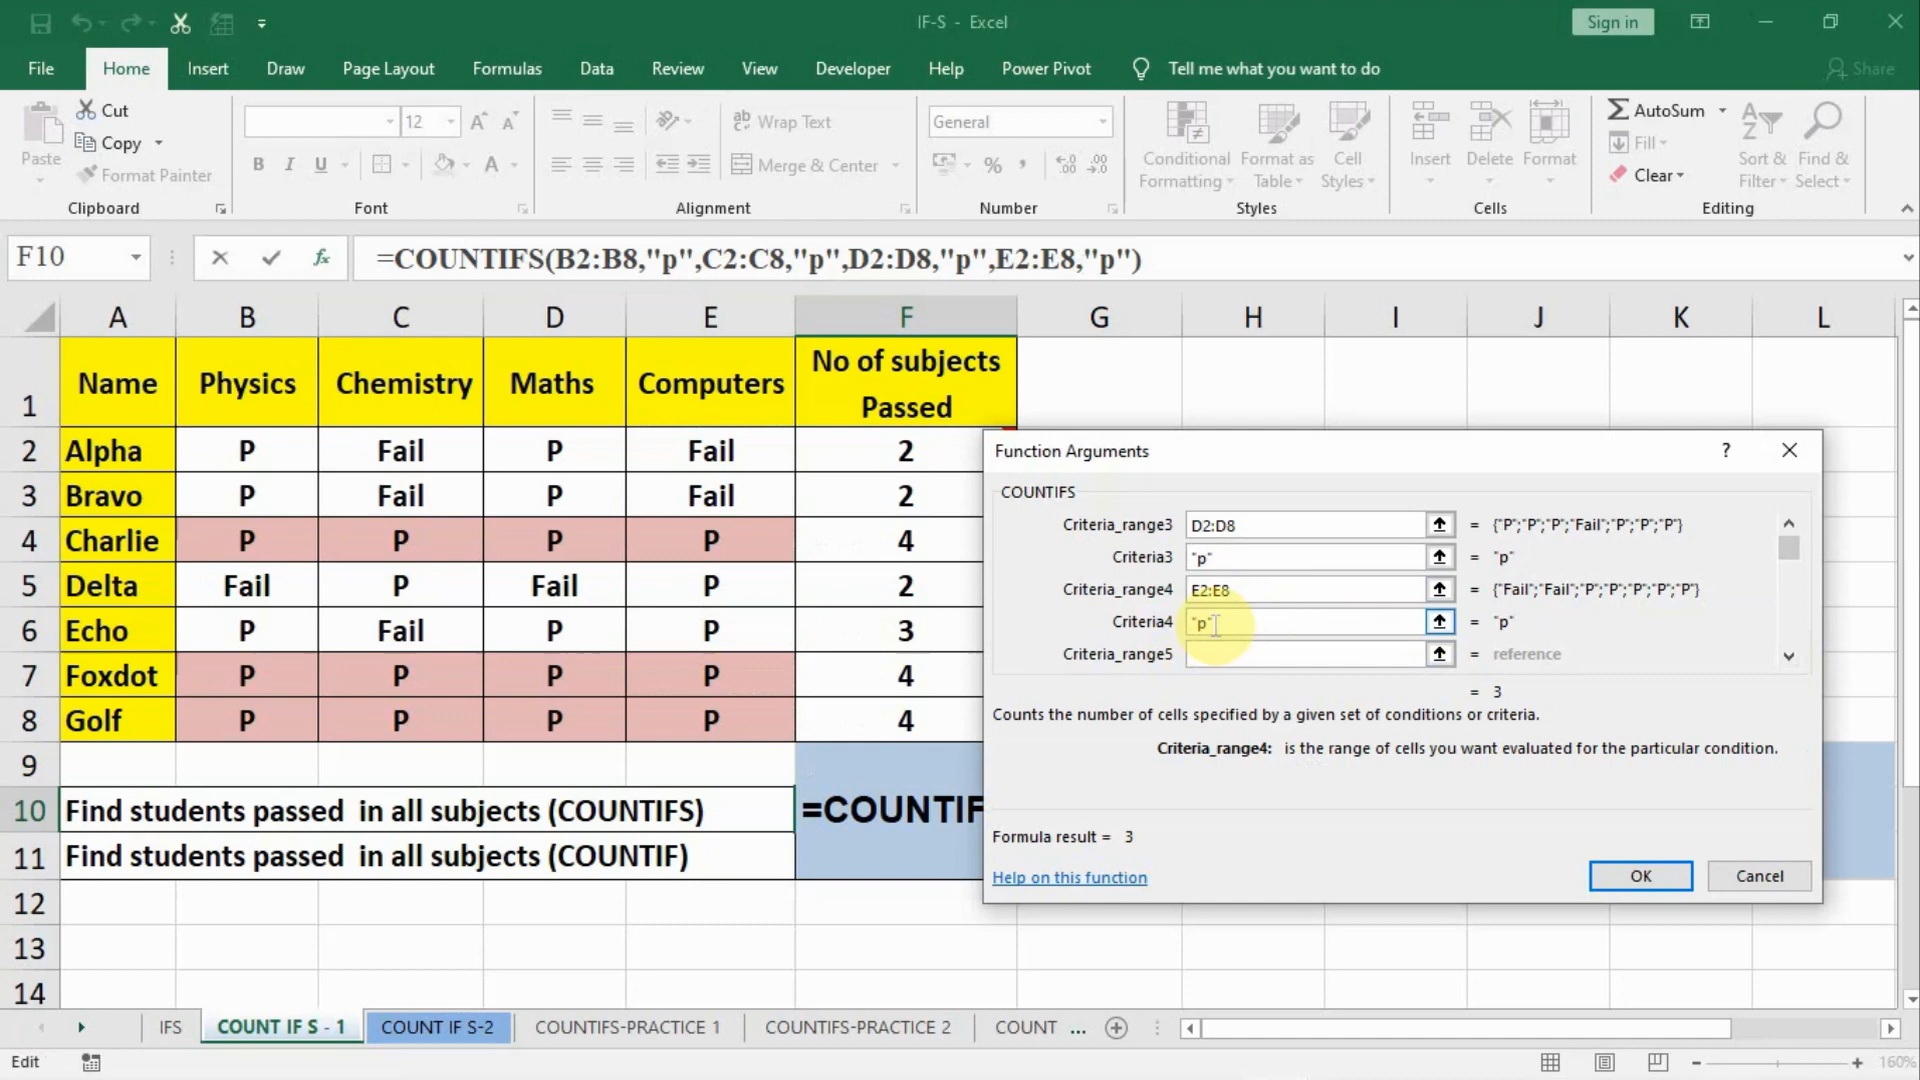 IF-S - Excel
Sign in
File Home Insert Draw Page Layout Formulas Data Review View Developer Help Power Pivot Tell me what you want to do Share
Paste
Cut
Copy
Format Painter
Clipboard
12 A A
B I U A
Font
ab Wrap Text
Merge & Center
Alignment
General
% ,
Number
Conditional Formatting
Format as Table
Cell Styles
Styles
Insert Delete Format
Cells
AutoSum
Fill
Clear
Sort & Filter
Find & Select
Editing
F10 fx =COUNTIFS(B2:B8,"p",C2:C8,"p",D2:D8,"p",E2:E8,"p")
A B C D E F G H I J K L
1 Name Physics Chemistry Maths Computers No of subjects Passed
2 Alpha P Fail P Fail 2
3 Bravo P Fail P Fail 2
4 Charlie P P P P 4
5 Delta Fail P Fail P 2
6 Echo P Fail P P 3
7 Foxdot P P P P 4
8 Golf P P P P 4
9
10 Find students passed in all subjects (COUNTIFS) =COUNTIF
11 Find students passed in all subjects (COUNTIF)
12
13
14
Function Arguments ?
COUNTIFS
Criteria_range3 D2:D8 = {"P";"P";"P";"Fail";"P";"P";"P"}
Criteria3 "p" = "p"
Criteria_range4 E2:E8 = {"Fail";"Fail";"P";"P";"P";"P";"P"}
Criteria4 "p" = "p"
Criteria_range5 = reference
= 3
Counts the number of cells specified by a given set of conditions or criteria.
Criteria_range4: is the range of cells you want evaluated for the particular condition.
Formula result = 3
Help on this function
OK Cancel
IFS COUNT IF S - 1 COUNT IF S-2 COUNTIFS-PRACTICE 1 COUNTIFS-PRACTICE 2 COUNT ...
Edit 160%